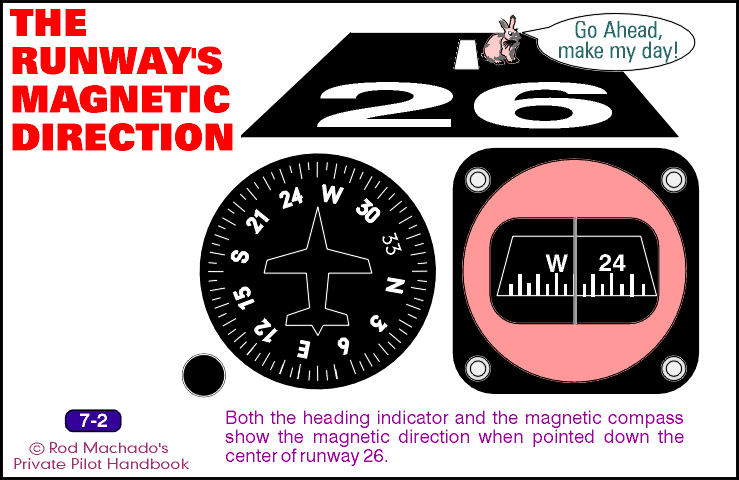 THE
RUNWAY'S
MAGNETIC
DIRECTION
Go Ahead,
make my day!
26
24 W 30 33 N 3 6 E 12 15 S 21
W 24
7-2
© Rod Machado's
Private Pilot Handbook
Both the heading indicator and the magnetic compass
show the magnetic direction when pointed down the
center of runway 26.